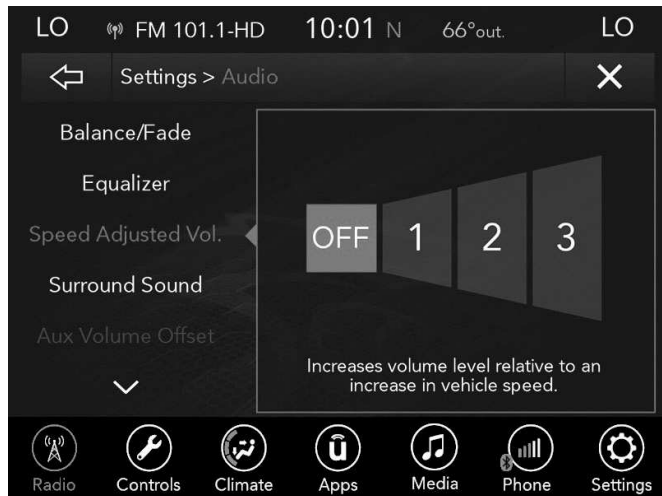 LO FM 101.1-HD 10:01 N 66°out. LO
Settings > Audio
Balance/Fade
Equalizer
Speed Adjusted Vol.
Surround Sound
Aux Volume Offset
OFF 1 2 3
Increases volume level relative to an
increase in vehicle speed.
Radio Controls Climate Apps Media Phone Settings